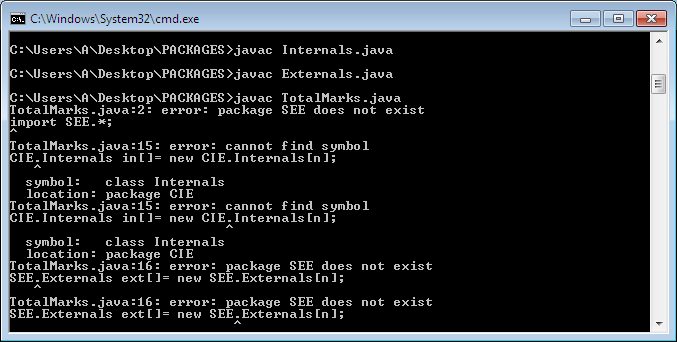 C:\Windows\System32\cmd.exe
C:\Users\A\Desktop\PACKAGES>javac Internals.java
C:\Users\A\Desktop\PACKAGES>javac Externals.java
C:\Users\A\Desktop\PACKAGES>javac TotalMarks.java
TotalMarks.java:2: error: package SEE does not exist
import SEE.*;
^
TotalMarks.java:15: error: cannot find symbol
CIE.Internals in[]= new CIE.Internals[n];
   ^
  symbol:   class Internals
  location: package CIE
TotalMarks.java:15: error: cannot find symbol
CIE.Internals in[]= new CIE.Internals[n];
                           ^
  symbol:   class Internals
  location: package CIE
TotalMarks.java:16: error: package SEE does not exist
SEE.Externals ext[]= new SEE.Externals[n];
   ^
TotalMarks.java:16: error: package SEE does not exist
SEE.Externals ext[]= new SEE.Externals[n];
                            ^